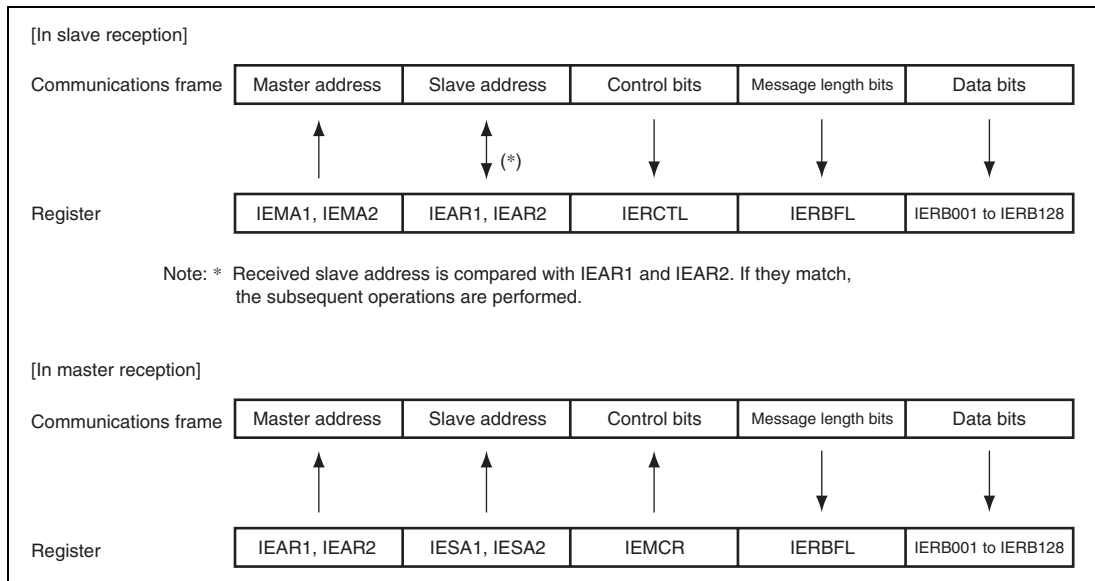 [In slave reception]
Communications frame Master address Slave address Control bits Message length bits Data bits
(*)
Register IEMA1, IEMA2 IEAR1, IEAR2 IERCTL IERBFL IERB001 to IERB128
Note: * Received slave address is compared with IEAR1 and IEAR2. If they match,
the subsequent operations are performed.
[In master reception]
Communications frame Master address Slave address Control bits Message length bits Data bits
Register IEAR1, IEAR2 IESA1, IESA2 IEMCR IERBFL IERB001 to IERB128